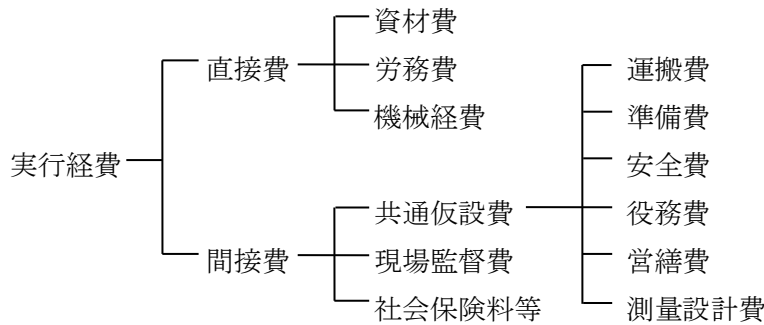 実行経費
直接費
資材費
労務費
機械経費
間接費
共通仮設費
運搬費
準備費
安全費
役務費
営繕費
測量設計費
現場監督費
社会保険料等